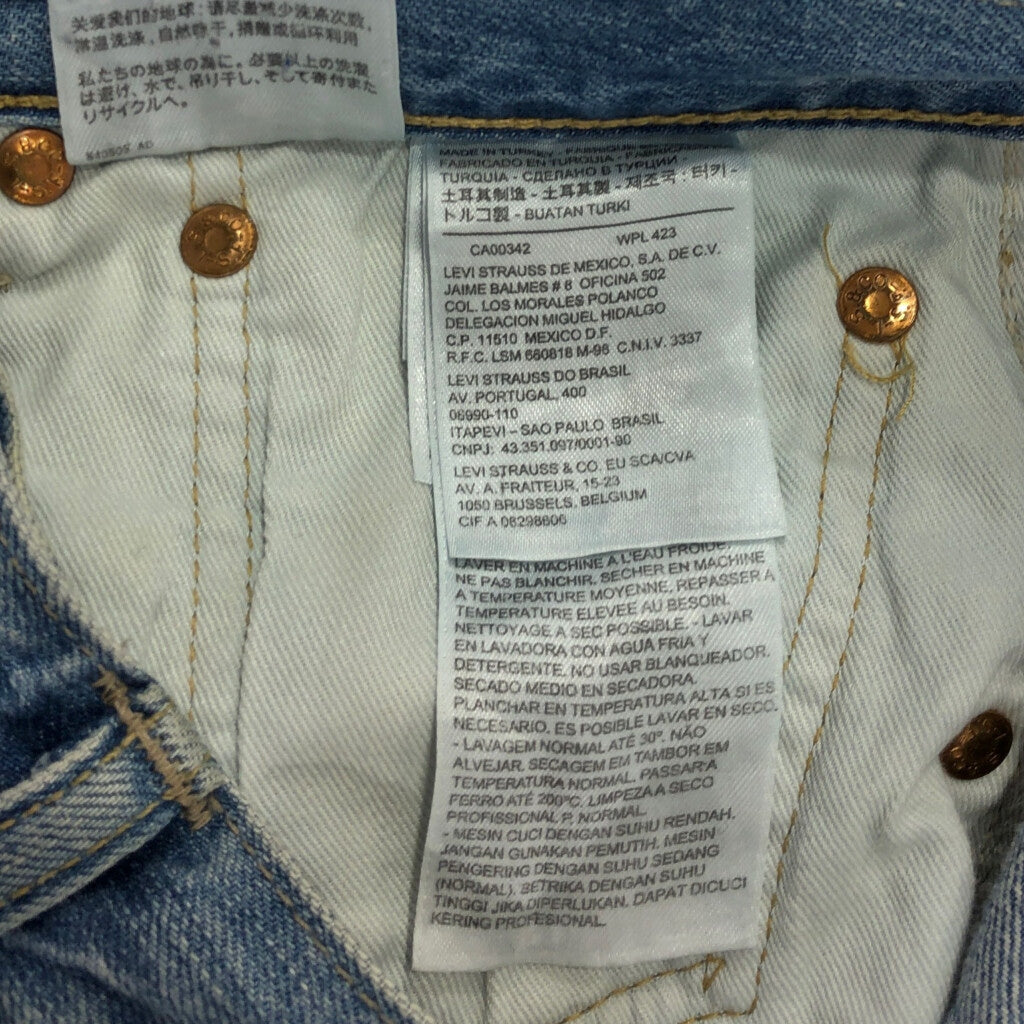 关爱我们的地球：请尽量减少洗涤次数，
常温洗涤，自然晾干，捐赠或循环利用
私たちの地球の為に。必要以上の洗濯
は避け、水で、吊り干し、そして寄付また
リサイクルへ。
MADE IN TURKEY
FABRICADO EN TURQUIA
TURQUIA - СДЕЛАНО В ТУРЦИИ
土耳其制造 - 土耳其製 - 제조국 : 터키 -
トルコ製 - BUATAN TURKI
CA00342 WPL 423
LEVI STRAUSS DE MEXICO, S.A. DE C.V.
JAIME BALMES # 8 OFICINA 502
COL. LOS MORALES POLANCO
DELEGACION MIGUEL HIDALGO
C.P. 11510 MEXICO D.F.
R.F.C. LSM 660818 M-96 C.N.I.V. 3337
LEVI STRAUSS DO BRASIL
AV. PORTUGAL, 400
06990-110
ITAPEVI – SAO PAULO BRASIL
CNPJ: 43.351.097/0001-90
LEVI STRAUSS & CO. EU SCA/CVA
AV. A. FRAITEUR, 15-23
1050 BRUSSELS, BELGIUM
CIF A 08298606
LAVER EN MACHINE A L'EAU FROIDE,
NE PAS BLANCHIR. SECHER EN MACHINE
A TEMPERATURE MOYENNE, REPASSER A
TEMPERATURE ELEVEE AU BESOIN.
NETTOYAGE A SEC POSSIBLE. - LAVAR
EN LAVADORA CON AGUA FRIA Y
DETERGENTE. NO USAR BLANQUEADOR.
SECADO MEDIO EN SECADORA.
PLANCHAR EN TEMPERATURA ALTA SI ES
NECESARIO. ES POSIBLE LAVAR EN SECO.
- LAVAGEM NORMAL ATÉ 30º. NÃO
ALVEJAR. SECAGEM EM TAMBOR EM
TEMPERATURA NORMAL. PASSAR A
FERRO ATÉ 200ºC. LIMPEZA A SECO
PROFISSIONAL P, NORMAL.
- MESIN CUCI DENGAN SUHU RENDAH.
JANGAN GUNAKAN PEMUTIH. MESIN
PENGERING DENGAN SUHU SEDANG
(NORMAL). SETRIKA DENGAN SUHU
TINGGI JIKA DIPERLUKAN. DAPAT DICUCI
KERING PROFESIONAL.